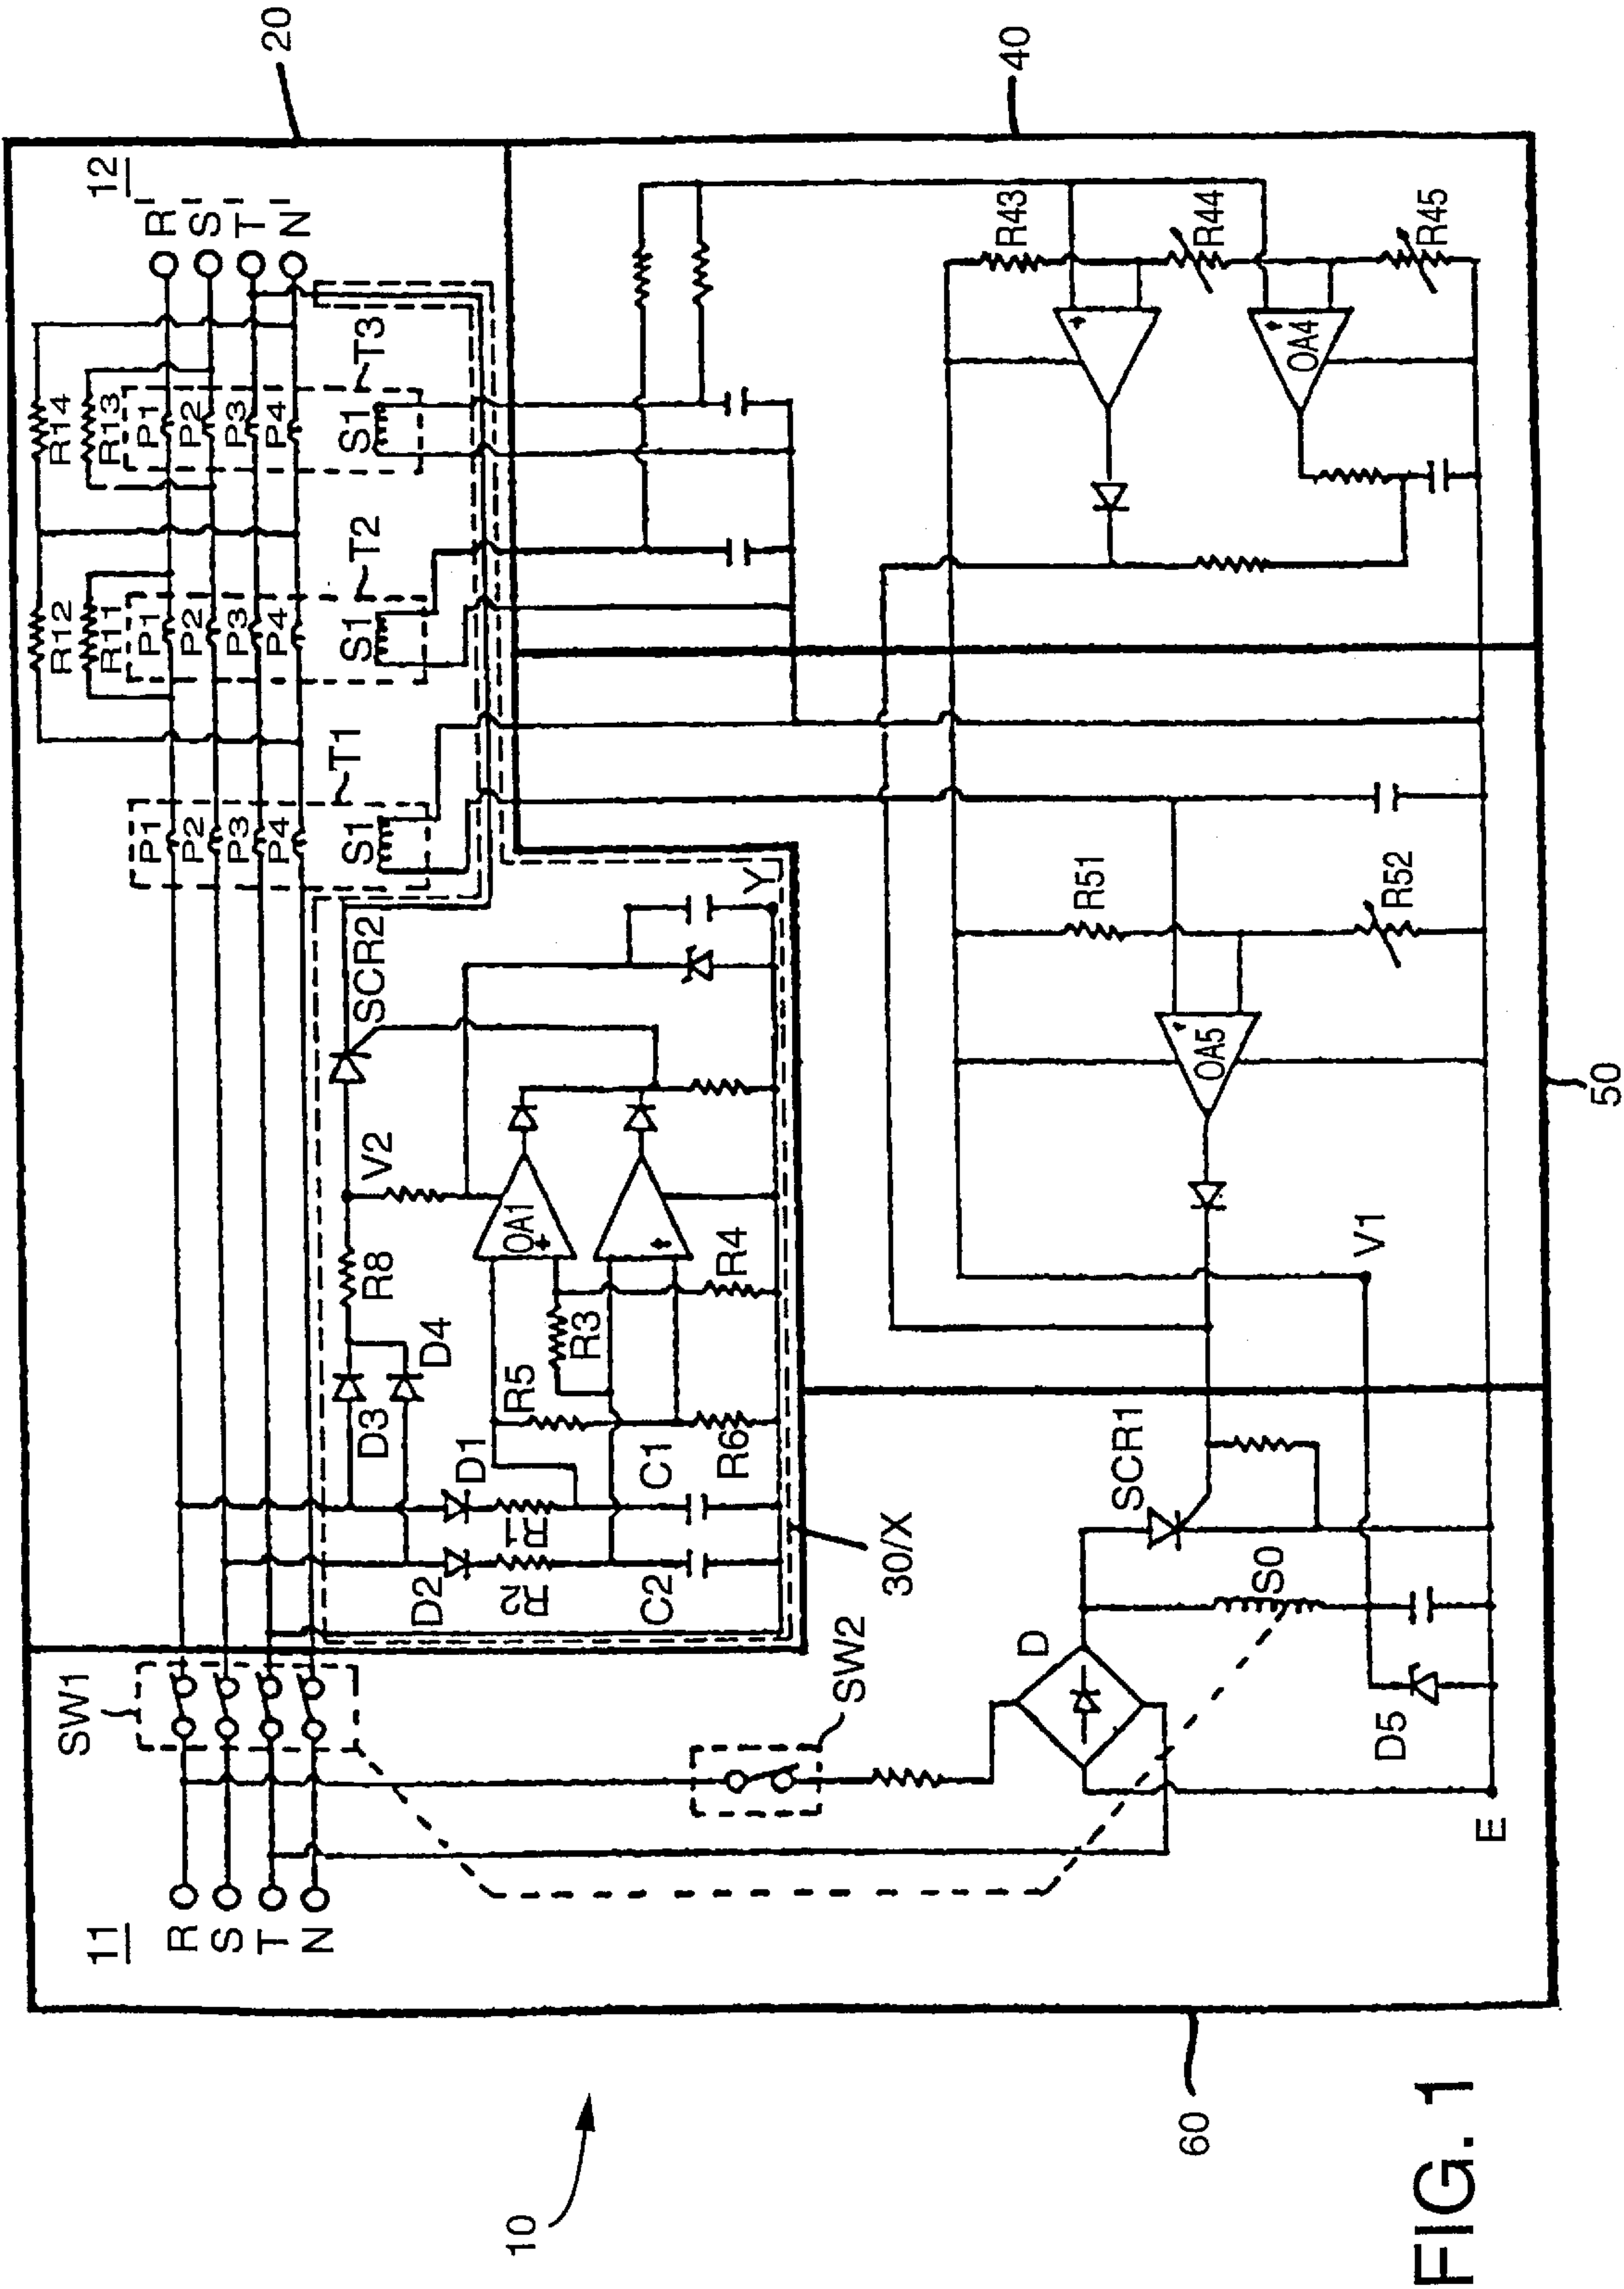 20
40
12
R
S
T
N
R14
R13
P1
P2
P3
P4
S1
T3
R12
R11
P1
P2
P3
P4
S1
T2
P1
P2
P3
P4
S1
T1
R43
R44
R45
OA4
SCR2
Y
V2
R8
OA1
R4
R3
R5
R6
D3
D4
D1
R1
C1
D2
R2
C2
30/X
R51
R52
OA5
V1
50
SW1
SW2
SCR1
S0
D
D5
E
11
R
S
T
N
60
10
FIG. 1